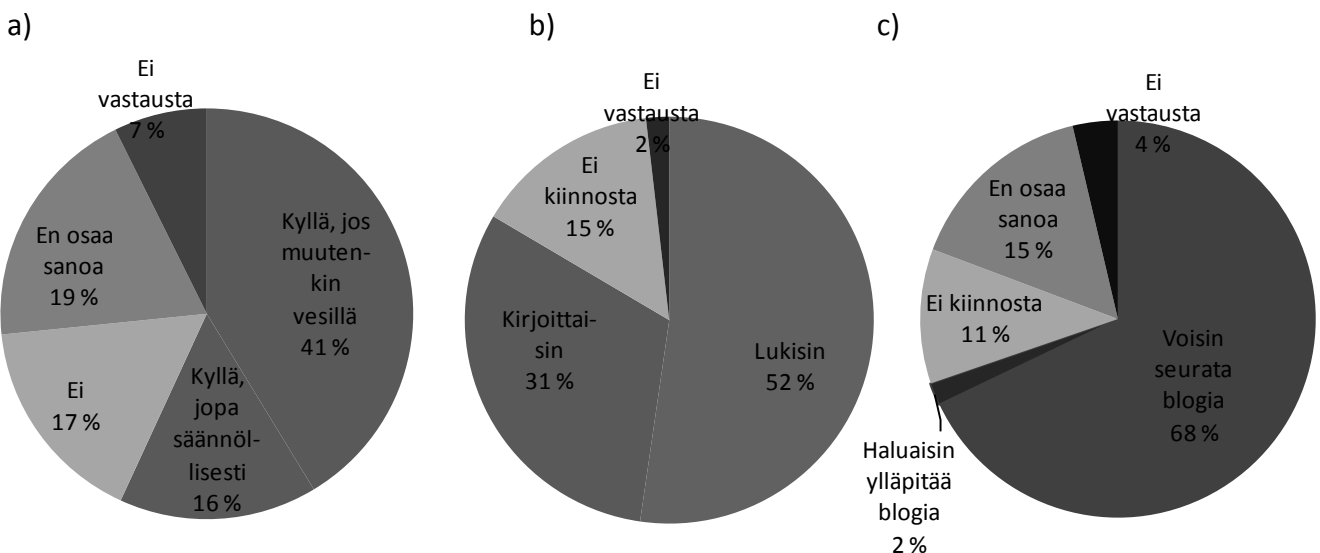 a)
b)
c)
Ei
vastausta
7 %
Kyllä, jos
muuten-
kin
vesillä
41 %
Kyllä,
jopa
säännöl-
lisesti
16 %
Ei
17 %
En osaa
sanoa
19 %
Ei
vastausta
2 %
Lukisin
52 %
Kirjoittai-
sin
31 %
Ei
kiinnosta
15 %
Ei
vastausta
4 %
Voisin
seurata
blogia
68 %
Haluaisin
ylläpitää
blogia
2 %
Ei kiinnosta
11 %
En osaa
sanoa
15 %